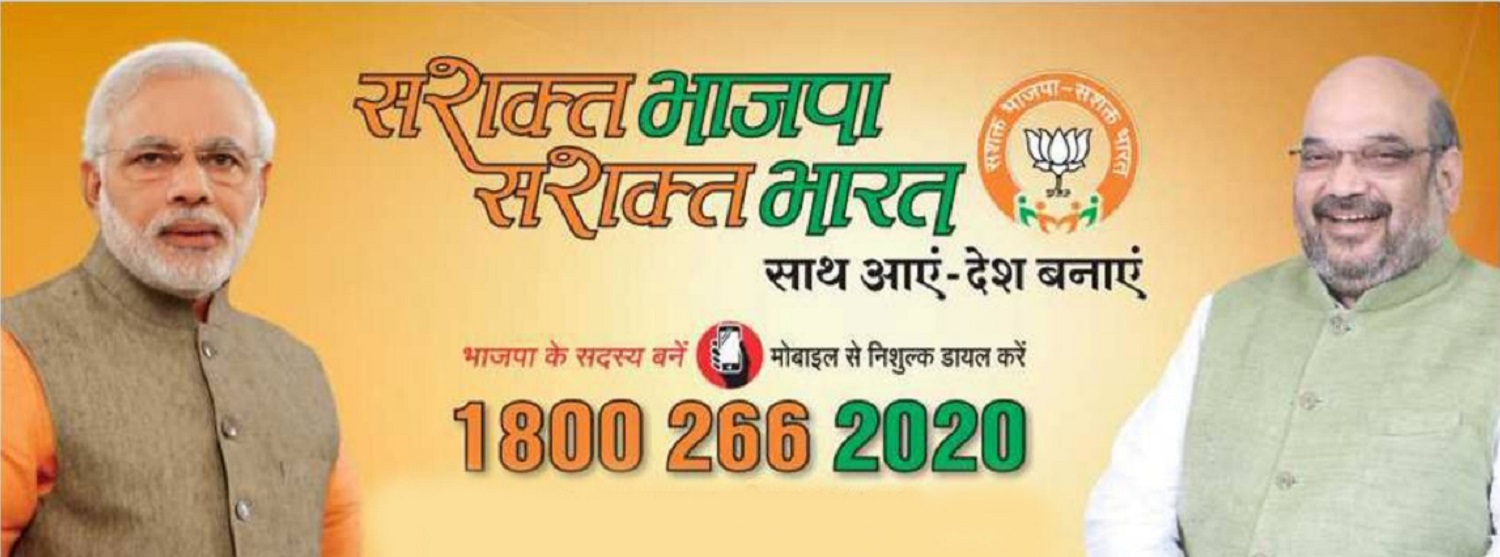 सशक्त भाजपा
सशक्त भारत
सशक्त भाजपा-सशक्त भारत
साथ आएं-देश बनाएं
भाजपा के सदस्य बनें मोबाइल से निशुल्क डायल करें
1800 266 2020